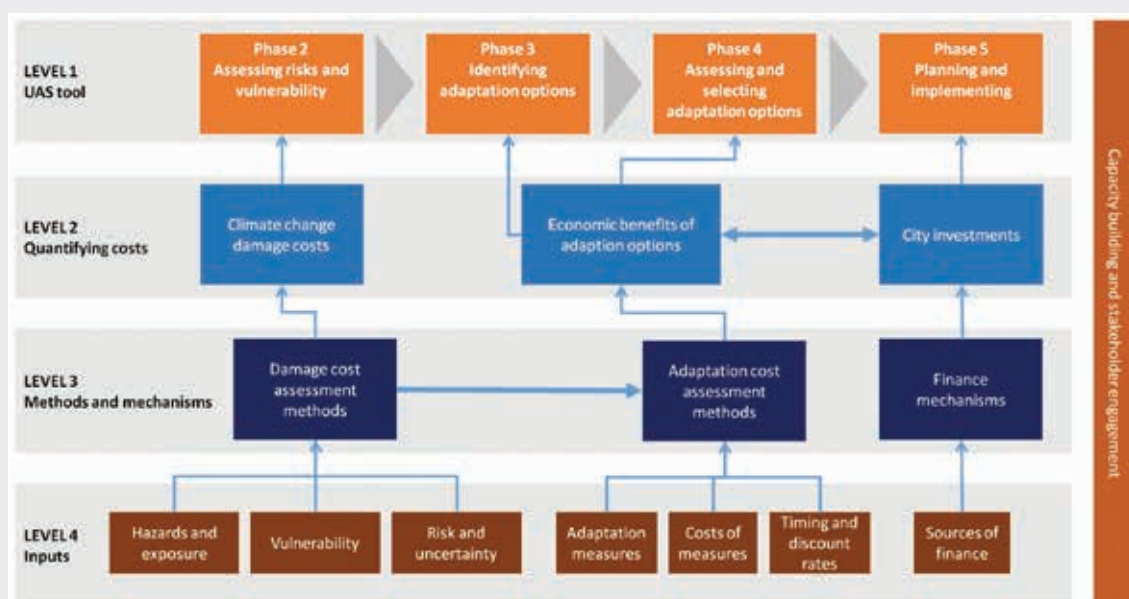 LEVEL 1
UAS tool
Phase 2
Assessing risks and
vulnerability
Phase 3
Identifying
adaptation options
Phase 4
Assessing and
selecting
adaptation options
Phase 5
Planning and
implementing
LEVEL 2
Quantifying costs
Climate change
damage costs
Economic benefits of
adaption options
City investments
LEVEL 3
Methods and mechanisms
Damage cost
assessment
methods
Adaptation cost
assessment
methods
Finance
mechanisms
LEVEL 4
Inputs
Hazards and
exposure
Vulnerability
Risk and
uncertainty
Adaptation
measures
Costs of
measures
Timing and
discount
rates
Sources of
finance
Capacity building and stakeholder engagement